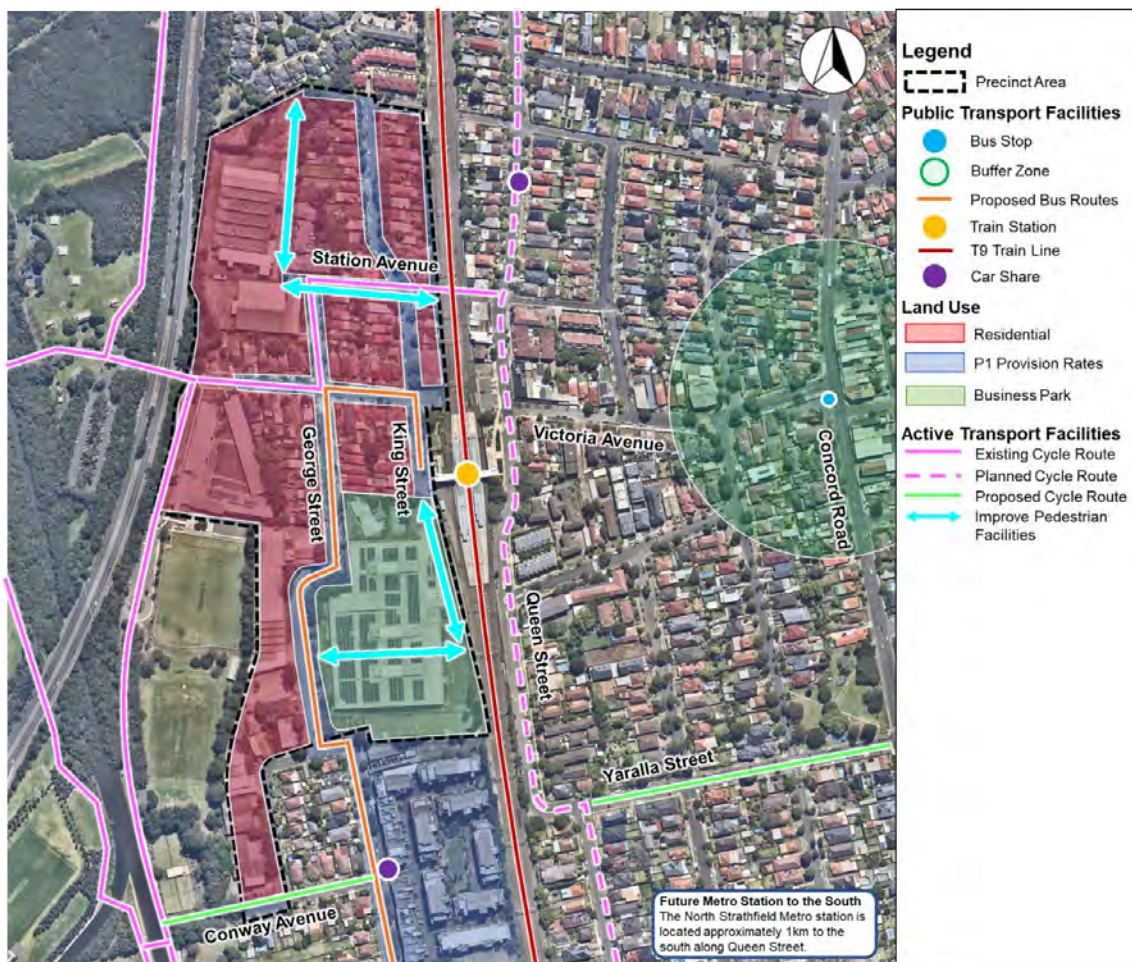 Station Avenue
George Street
King Street
Victoria Avenue
Concord Road
Queen Street
Yaralla Street
Conway Avenue
Future Metro Station to the South
The North Strathfield Metro station is
located approximately 1km to the
south along Queen Street.
Legend
Precinct Area
Public Transport Facilities
Bus Stop
Buffer Zone
Proposed Bus Routes
Train Station
T9 Train Line
Car Share
Land Use
Residential
P1 Provision Rates
Business Park
Active Transport Facilities
Existing Cycle Route
Planned Cycle Route
Proposed Cycle Route
Improve Pedestrian
Facilities